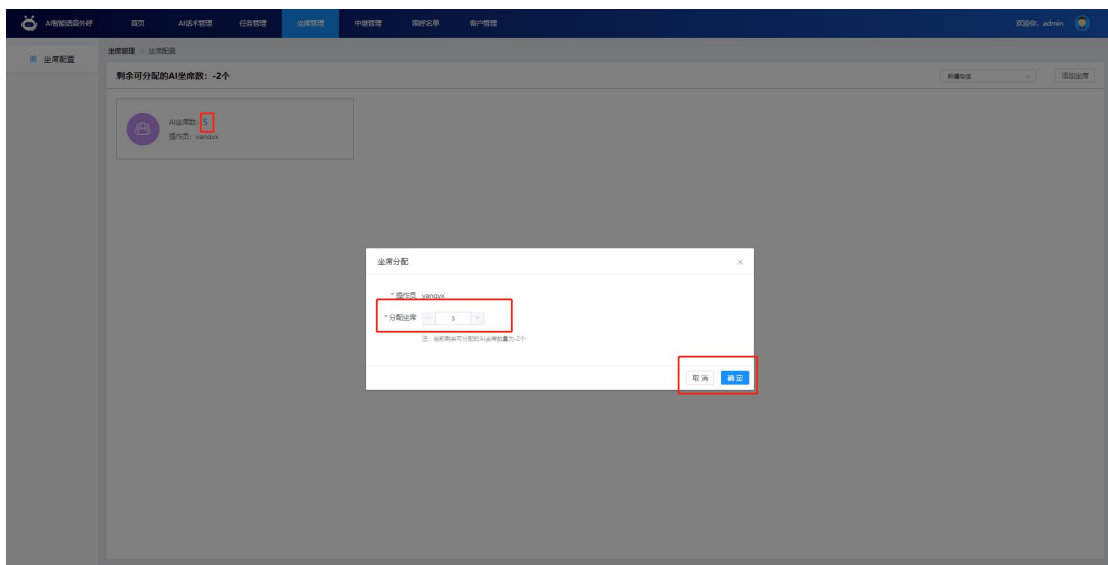 AI智能语音外呼
首页
AI话术管理
任务管理
坐席管理
中继管理
客户管理
欢迎你, admin
坐席配置
坐席管理 > 坐席配置
剩余可分配的AI坐席数: -2个
添加坐席
AI坐席数: 5
操作员: yangyx
坐席分配
×
*操作员 yangyx
*分配坐席 - 3 +
注: 当前剩余可分配的AI坐席数量为-2个
取消
确定